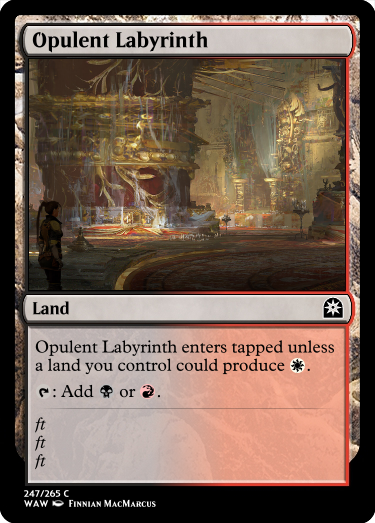 Opulent Labyrinth
Land
Opulent Labyrinth enters tapped unless
a land you control could produce .
: Add or .
ft
ft
ft
247/265 C
WAW Finnian MacMarcus